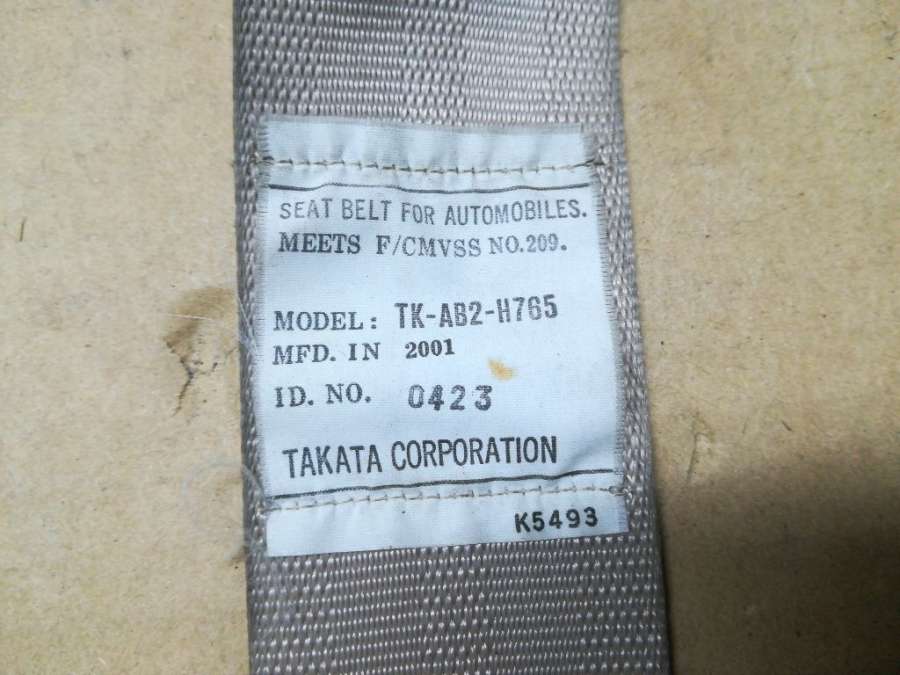 SEAT BELT FOR AUTOMOBILES.
MEETS F/CMVSS NO.209.
MODEL: TK-AB2-H765
MFD. IN 2001
ID. NO. 0423
TAKATA CORPORATION
K5493